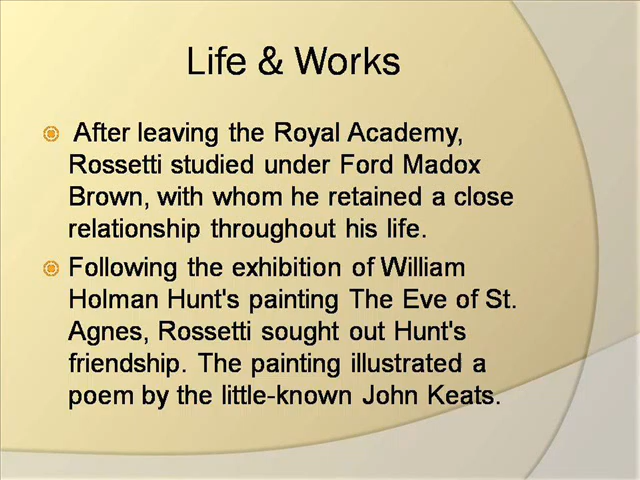 Life & Works
After leaving the Royal Academy,
Rossetti studied under Ford Madox
Brown, with whom he retained a close
relationship throughout his life.
Following the exhibition of William
Holman Hunt's painting The Eve of St.
Agnes, Rossetti sought out Hunt's
friendship. The painting illustrated a
poem by the little-known John Keats.